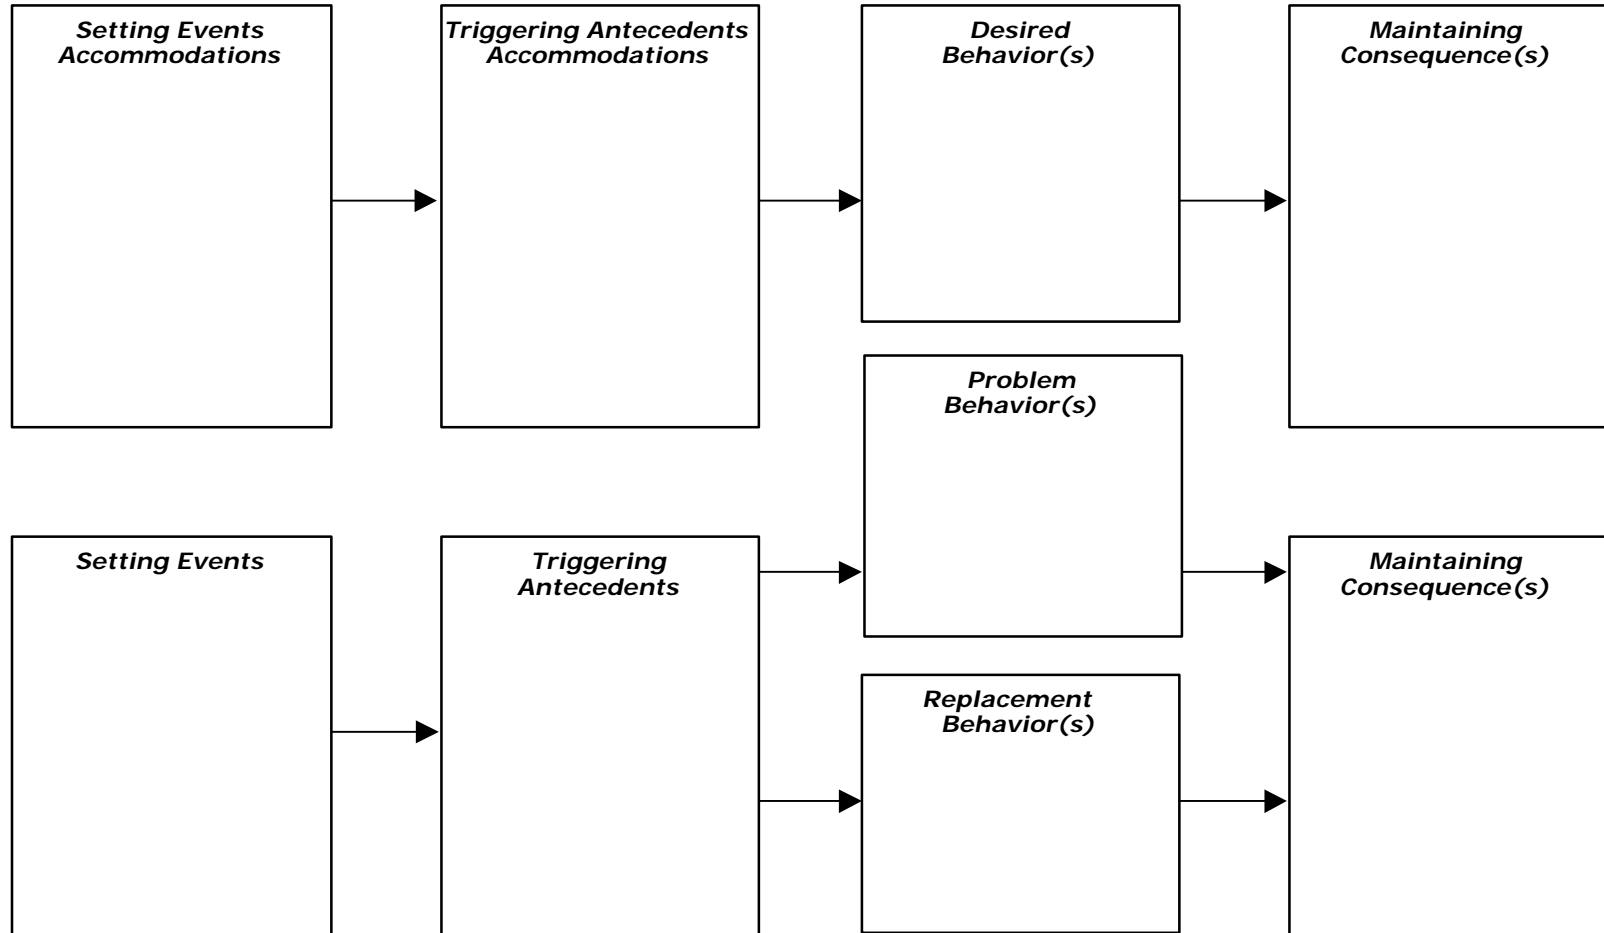 Setting Events
Accommodations
Triggering Antecedents
Accommodations
Desired
Behavior(s)
Maintaining
Consequence(s)
Problem
Behavior(s)
Setting Events
Triggering
Antecedents
Maintaining
Consequence(s)
Replacement
Behavior(s)